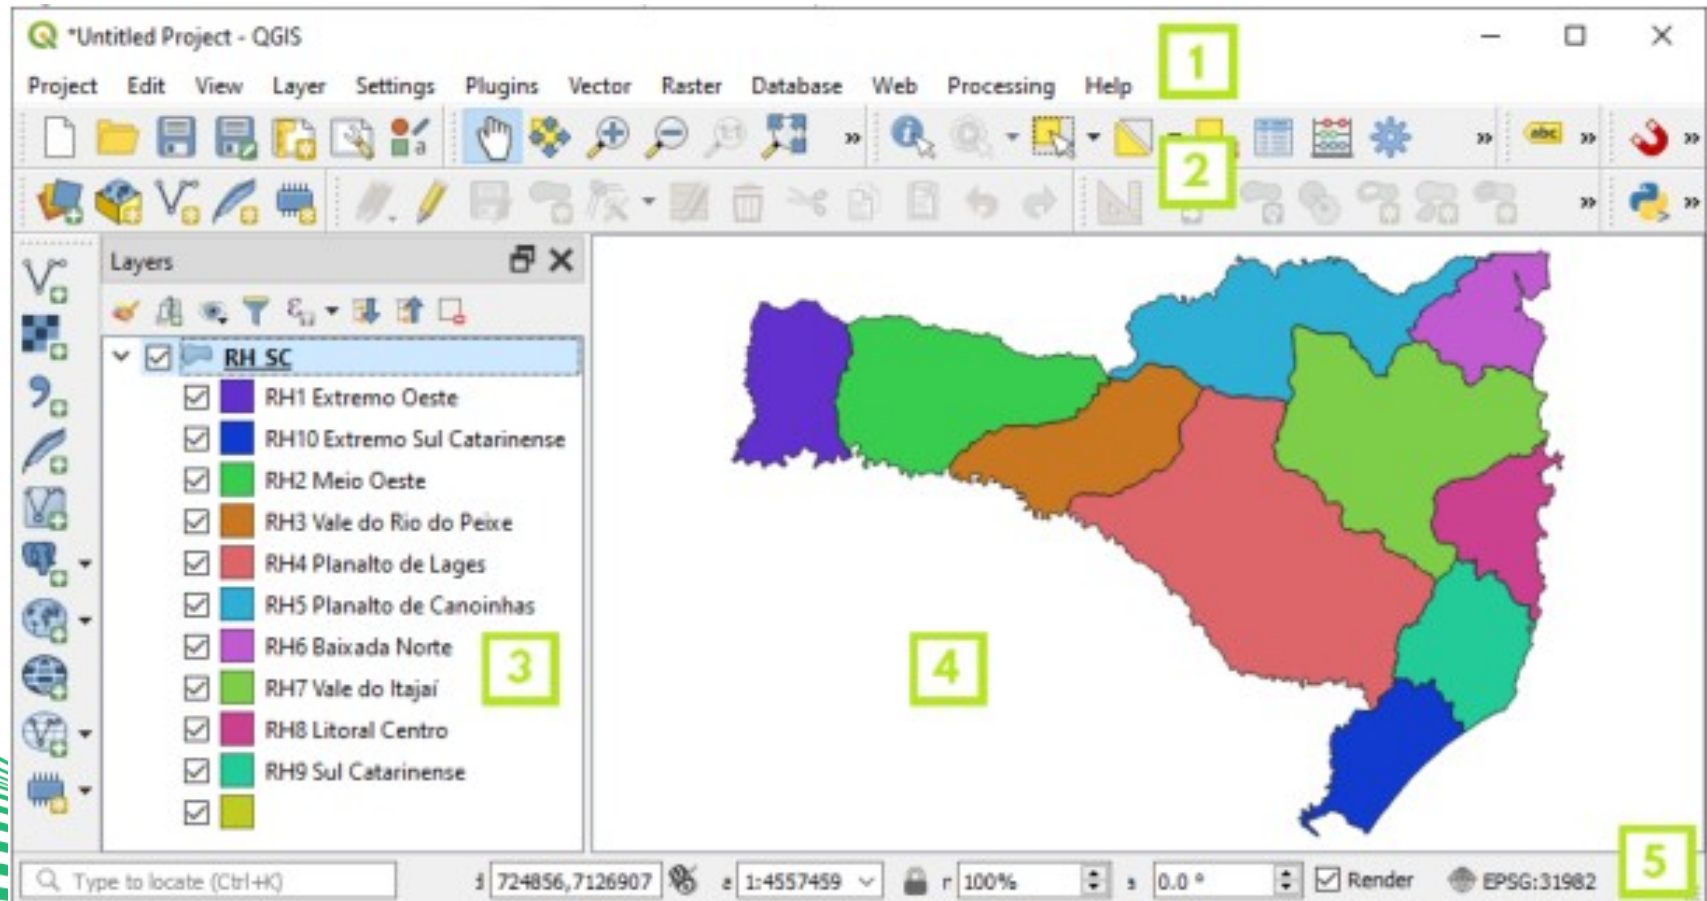 *Untitled Project - QGIS
1
Project Edit View Layer Settings Plugins Vector Raster Database Web Processing Help
1:1
a
abc
2
Layers
RH_SC
RH1 Extremo Oeste
RH10 Extremo Sul Catarinense
RH2 Meio Oeste
RH3 Vale do Rio do Peixe
RH4 Planalto de Lages
RH5 Planalto de Canoinhas
RH6 Baixada Norte
RH7 Vale do Itajaí
RH8 Litoral Centro
RH9 Sul Catarinense
3
4
5
Type to locate (Ctrl+K) 724856,7126907 1:4557459 r 100% s 0.0 ° Render EPSG:31982